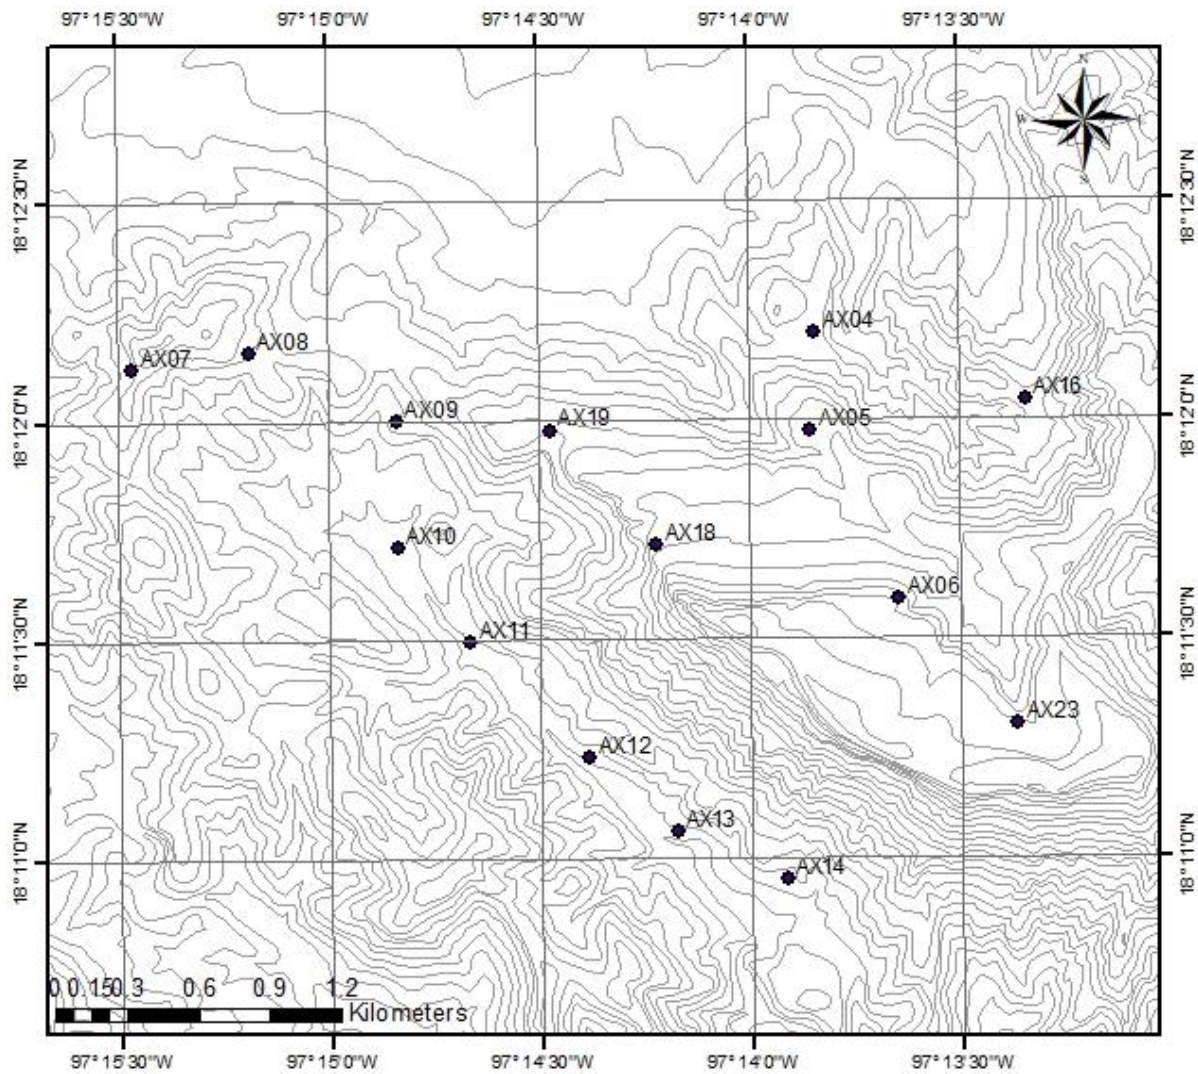 97°15'30"W 97°15'0"W 97°14'30"W 97°14'0"W 97°13'30"W
N
W E
S
18°12'30"N 18°12'30"N
AX04
AX08
AX07
AX16
AX09
AX19 AX05
18°12'0"N 18°12'0"N
AX10 AX18
AX06
AX11
18°11'30"N 18°11'30"N
AX23
AX12
AX13
AX14
18°11'0"N 18°11'0"N
0 0.15 0.3 0.6 0.9 1.2
Kilometers
97°15'30"W 97°15'0"W 97°14'30"W 97°14'0"W 97°13'30"W